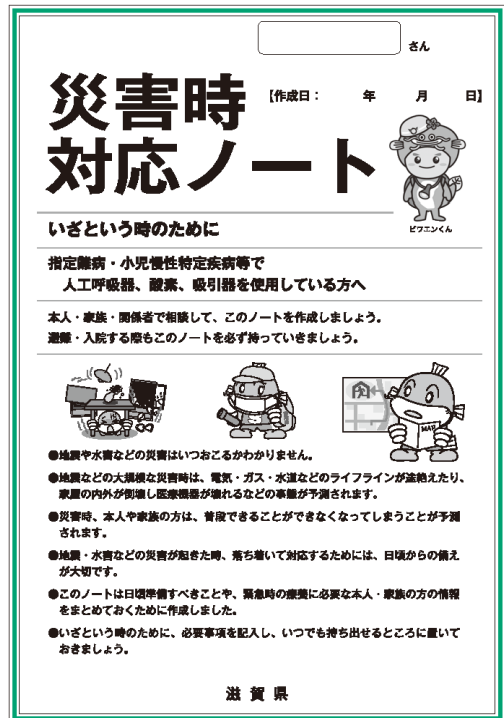 さん
災害時
【作成日： 年 月 日】
対応ノート
ビワエンくん
いざという時のために
指定難病・小児慢性特定疾病等で
人工呼吸器、酸素、吸引器を使用している方へ
本人・家族・関係者で相談して、このノートを作成しましょう。
避難・入院する際もこのノートを必ず持っていきましょう。
MAP
●地震や水害などの災害はいつおこるかわかりません。
●地震などの大規模な災害時は、電気・ガス・水道などのライフラインが途絶えたり、
家屋の内外が倒壊し医療機器が壊れるなどの事態が予測されます。
●災害時、本人や家族の方は、普段できることができなくなってしまうことが予測
されます。
●地震・水害などの災害が起きた時、落ち着いて対応するためには、日頃からの備え
が大切です。
●このノートは日頃準備すべきことや、緊急時の療養に必要な本人・家族の方の情報
をまとめておくために作成しました。
●いざという時のために、必要事項を記入し、いつでも持ち出せるところに置いて
おきましょう。
滋賀県